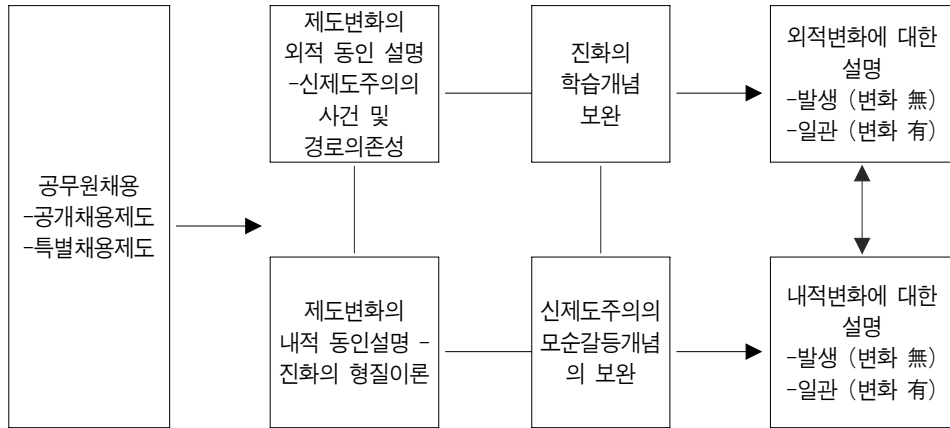 공무원채용
-공개채용제도
-특별채용제도
제도변화의
외적 동인 설명
-신제도주의의
사건 및
경로의존성
진화의
학습개념
보완
외적변화에 대한
설명
-발생 (변화 無)
-일관 (변화 有)
제도변화의
내적 동인설명 -
진화의 형질이론
신제도주의의
모순갈등개념
의 보완
내적변화에 대한
설명
-발생 (변화 無)
-일관 (변화 有)